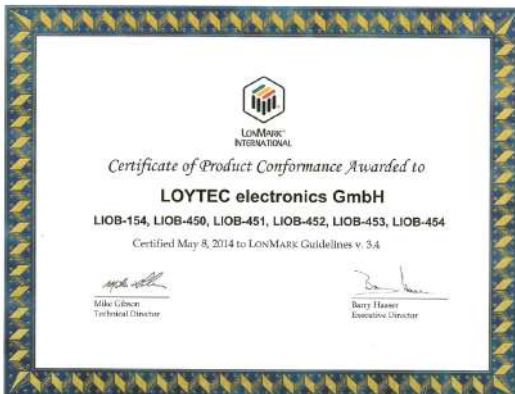 LONMARK®
INTERNATIONAL
Certificate of Product Conformance Awarded to
LOYTEC electronics GmbH
LIOB-154, LIOB-450, LIOB-451, LIOB-452, LIOB-453, LIOB-454
Certified May 8, 2014 to LONMARK Guidelines v. 3.4
Mike Gibson
Technical Director
Barry Haaser
Executive Director